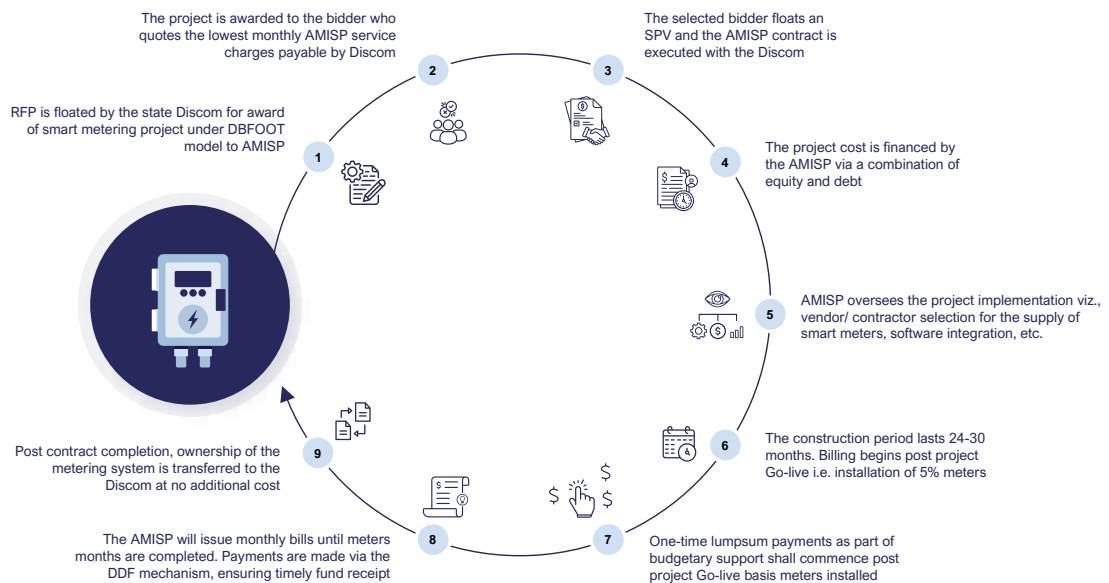 1
RFP is floated by the state Discom for award
of smart metering project under DBFOOT
model to AMISP
2
The project is awarded to the bidder who
quotes the lowest monthly AMISP service
charges payable by Discom
3
The selected bidder floats an
SPV and the AMISP contract is
executed with the Discom
4
The project cost is financed by
the AMISP via a combination of
equity and debt
5
AMISP oversees the project implementation viz.,
vendor/ contractor selection for the supply of
smart meters, software integration, etc.
6
The construction period lasts 24-30
months. Billing begins post project
Go-live i.e. installation of 5% meters
7
One-time lumpsum payments as part of
budgetary support shall commence post
project Go-live basis meters installed
8
The AMISP will issue monthly bills until meters
months are completed. Payments are made via the
DDF mechanism, ensuring timely fund receipt
9
Post contract completion, ownership of the
metering system is transferred to the
Discom at no additional cost